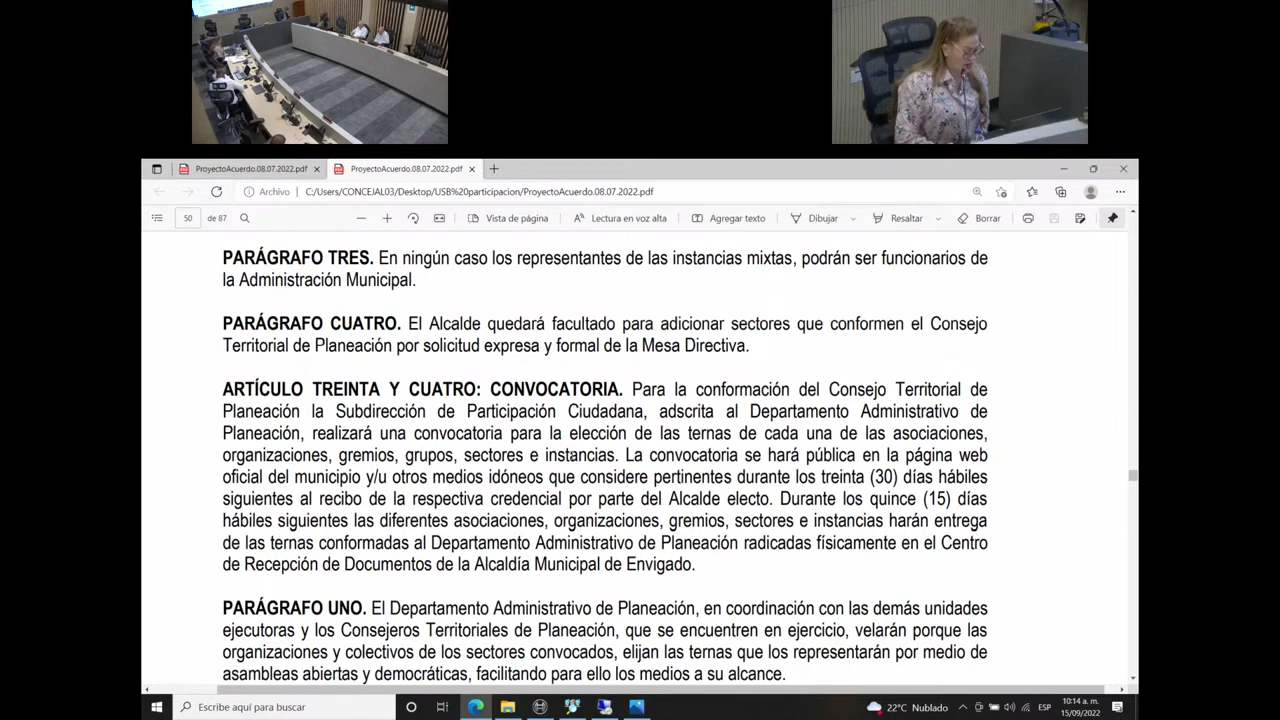 ProyectoAcuerdo.08.07.2022.pdf
ProyectoAcuerdo.08.07.2022.pdf
Archivo
C:/Users/CONCEJAL03/Desktop/USB%20participacion/ProyectoAcuerdo.08.07.2022.pdf
50 de 87
Vista de página
Lectura en voz alta
Agregar texto
Dibujar
Resaltar
Borrar
PARÁGRAFO TRES. En ningún caso los representantes de las instancias mixtas, podrán ser funcionarios de
la Administración Municipal.
PARÁGRAFO CUATRO. El Alcalde quedará facultado para adicionar sectores que conformen el Consejo
Territorial de Planeación por solicitud expresa y formal de la Mesa Directiva.
ARTÍCULO TREINTA Y CUATRO: CONVOCATORIA. Para la conformación del Consejo Territorial de
Planeación la Subdirección de Participación Ciudadana, adscrita al Departamento Administrativo de
Planeación, realizará una convocatoria para la elección de las ternas de cada una de las asociaciones,
organizaciones, gremios, grupos, sectores e instancias. La convocatoria se hará pública en la página web
oficial del municipio y/u otros medios idóneos que considere pertinentes durante los treinta (30) días hábiles
siguientes al recibo de la respectiva credencial por parte del Alcalde electo. Durante los quince (15) días
hábiles siguientes las diferentes asociaciones, organizaciones, gremios, sectores e instancias harán entrega
de las ternas conformadas al Departamento Administrativo de Planeación radicadas físicamente en el Centro
de Recepción de Documentos de la Alcaldía Municipal de Envigado.
PARÁGRAFO UNO. El Departamento Administrativo de Planeación, en coordinación con las demás unidades
ejecutoras y los Consejeros Territoriales de Planeación, que se encuentren en ejercicio, velarán porque las
organizaciones y colectivos de los sectores convocados, elijan las ternas que los representarán por medio de
asambleas abiertas y democráticas, facilitando para ello los medios a su alcance.
Escribe aquí para buscar
22°C Nublado
ESP
10:14 a. m.
15/09/2022